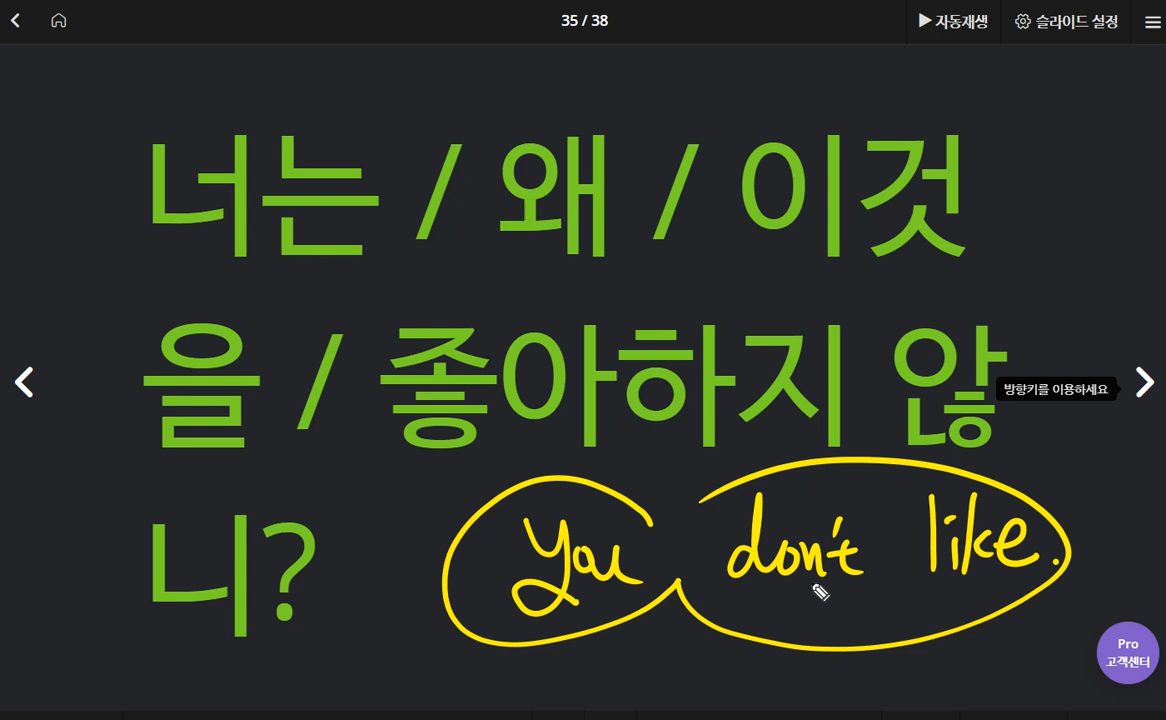 35 / 38
▶ 자동재생
슬라이드 설정
너는 / 왜 / 이것
을 / 좋아하지 않
방향키를 이용하세요
니?
You don't like.
Pro
고객센터